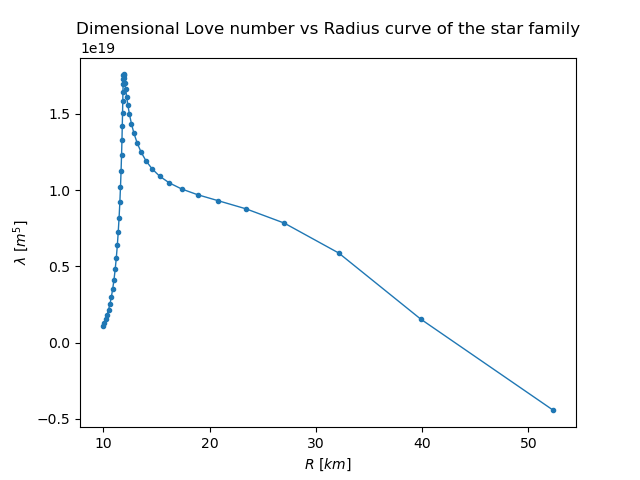 Dimensional Love number vs Radius curve of the star family
1e19
1.5
1.0
0.5
0.0
−0.5
λ [m⁵]
10 20 30 40 50
R [km]